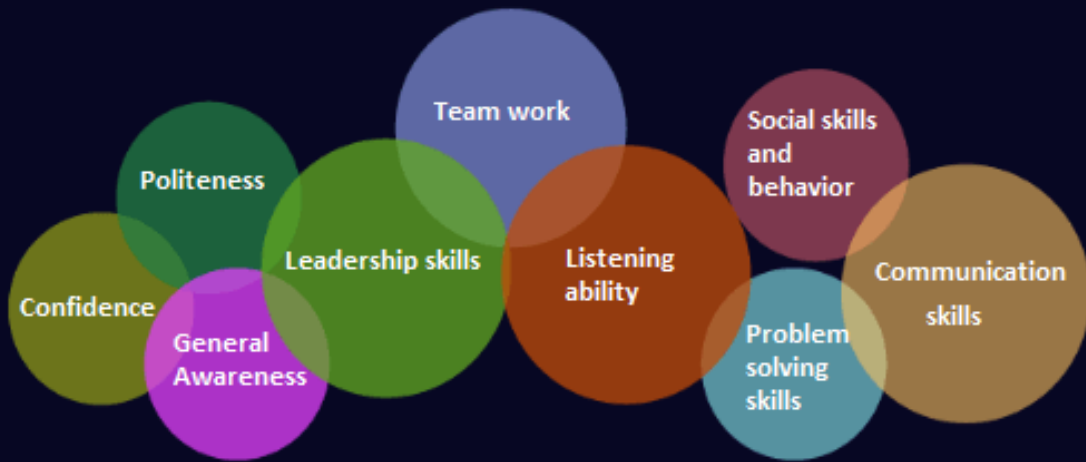 Team work
Social skills
and
behavior
Politeness
Leadership skills
Listening
ability
Communication
skills
Confidence
General
Awareness
Problem
solving
skills